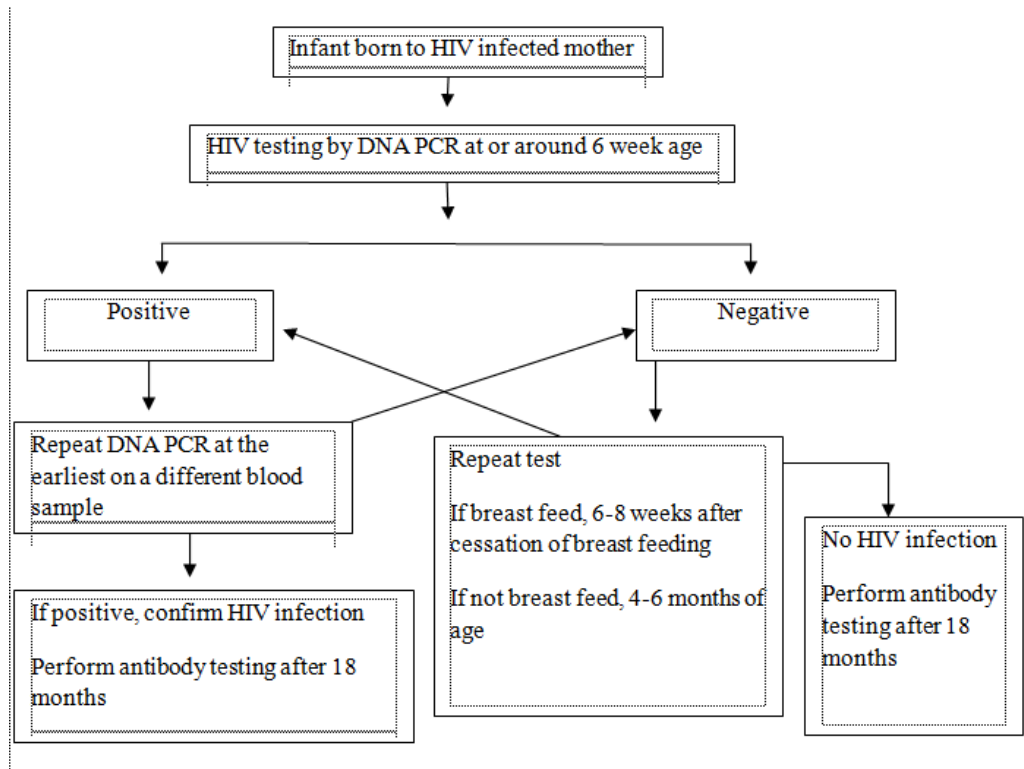 Infant born to HIV infected mother
HIV testing by DNA PCR at or around 6 week age
Positive
Negative
Repeat DNA PCR at the
earliest on a different blood
sample
Repeat test
If breast feed, 6-8 weeks after
cessation of breast feeding
If not breast feed, 4-6 months of
age
No HIV infection
Perform antibody
testing after 18
months
If positive, confirm HIV infection
Perform antibody testing after 18
months